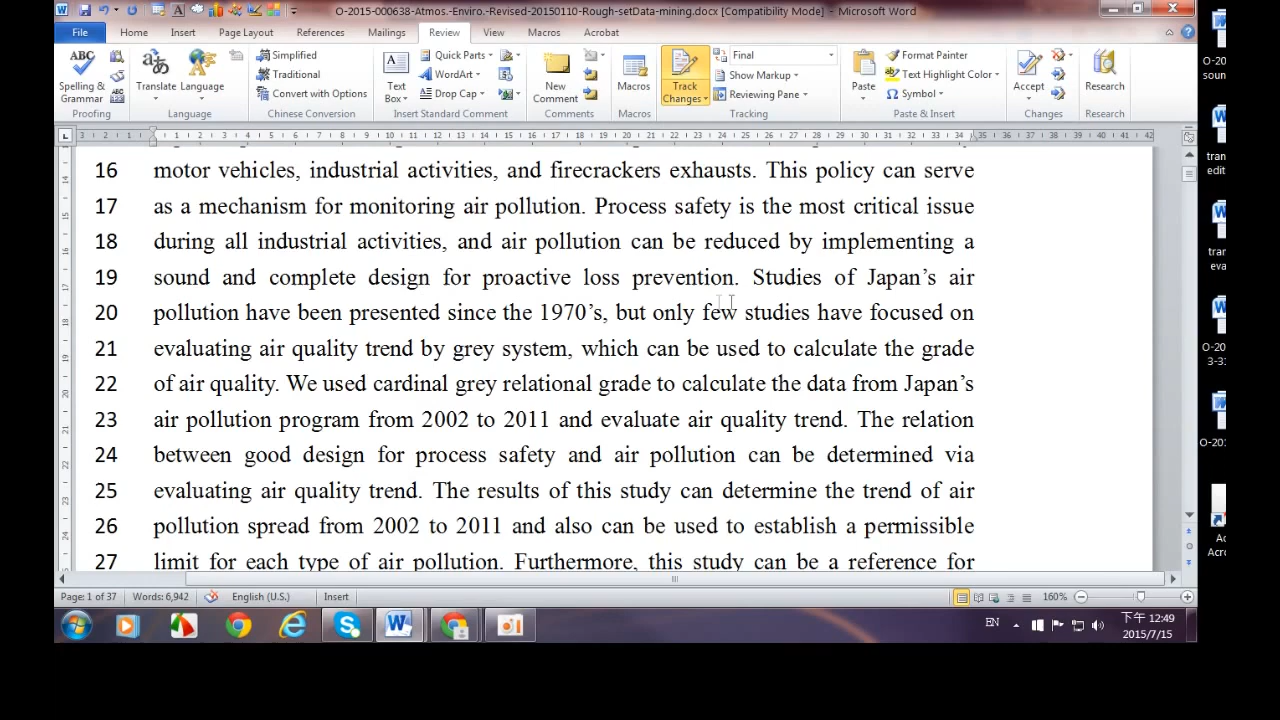 O-2015-000638-Atmos.-Enviro.-Revised-20150110-Rough-setData-mining.docx [Compatibility Mode] - Microsoft Word
File Home Insert Page Layout References Mailings Review View Macros Acrobat
Spelling & Grammar
Translate
Language
Simplified
Traditional
Convert with Options
Text Box
Quick Parts
WordArt
Drop Cap
New Comment
Macros
Track Changes
Final
Show Markup
Reviewing Pane
Paste
Format Painter
Text Highlight Color
Symbol
Accept
Research
Proofing Language Chinese Conversion Insert Standard Comment Comments Macros Tracking Paste & Insert Changes Research
16 motor vehicles, industrial activities, and firecrackers exhausts. This policy can serve
17 as a mechanism for monitoring air pollution. Process safety is the most critical issue
18 during all industrial activities, and air pollution can be reduced by implementing a
19 sound and complete design for proactive loss prevention. Studies of Japan’s air
20 pollution have been presented since the 1970’s, but only few studies have focused on
21 evaluating air quality trend by grey system, which can be used to calculate the grade
22 of air quality. We used cardinal grey relational grade to calculate the data from Japan’s
23 air pollution program from 2002 to 2011 and evaluate air quality trend. The relation
24 between good design for process safety and air pollution can be determined via
25 evaluating air quality trend. The results of this study can determine the trend of air
26 pollution spread from 2002 to 2011 and also can be used to establish a permissible
27 limit for each type of air pollution. Furthermore, this study can be a reference for
Page: 1 of 37 Words: 6,942 English (U.S.) Insert 160%
EN 下午 12:49
2015/7/15